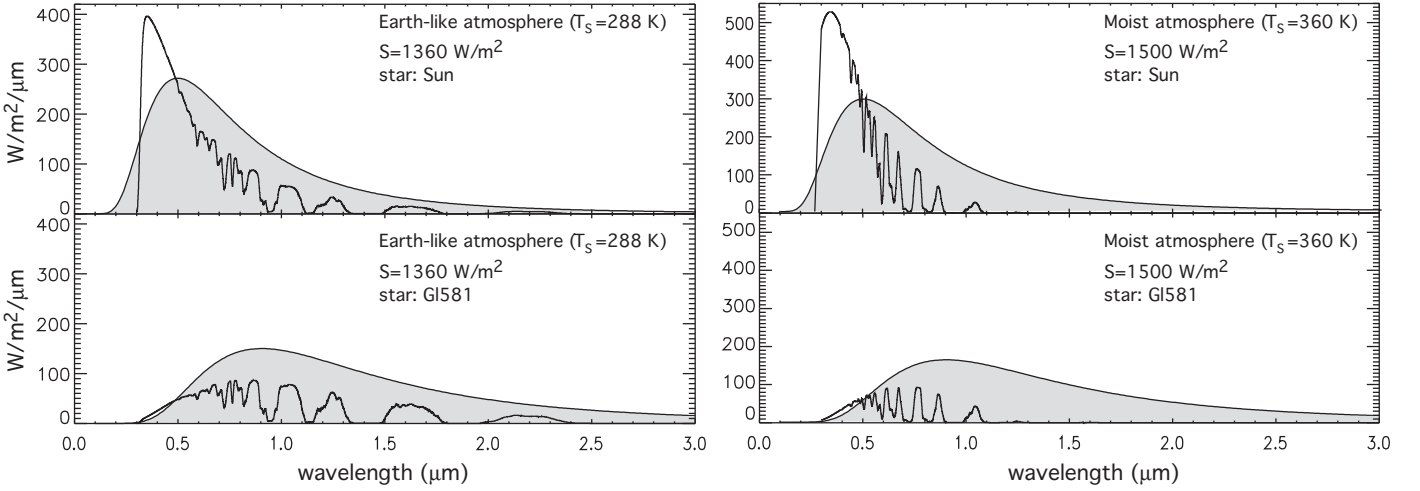 400
300
200
100
0
W/m²/μm
Earth-like atmosphere (T_S=288 K)
S=1360 W/m²
star: Sun
500
400
300
200
100
0
Moist atmosphere (T_S=360 K)
S=1500 W/m²
star: Sun
400
300
200
100
0
W/m²/μm
Earth-like atmosphere (T_S=288 K)
S=1360 W/m²
star: Gl581
0.0 0.5 1.0 1.5 2.0 2.5 3.0
wavelength (μm)
500
400
300
200
100
0
Moist atmosphere (T_S=360 K)
S=1500 W/m²
star: Gl581
0.0 0.5 1.0 1.5 2.0 2.5 3.0
wavelength (μm)